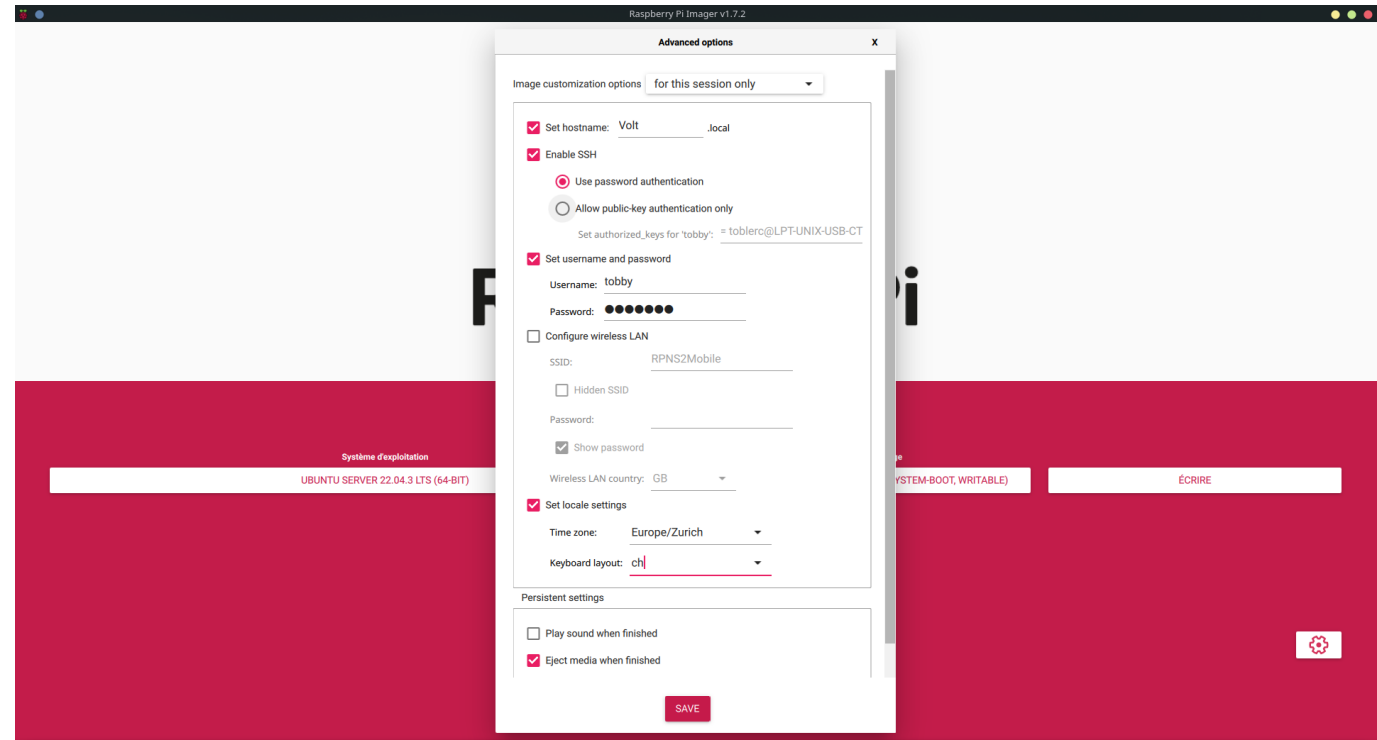 Raspberry Pi Imager v1.7.2
Advanced options X
Image customization options for this session only
Set hostname: Volt .local
Enable SSH
Use password authentication
Allow public-key authentication only
Set authorized_keys for 'tobby': = toblerc@LPT-UNIX-USB-CT
Set username and password
Username: tobby
Password: ●●●●●●●
Configure wireless LAN
SSID: RPNS2Mobile
Hidden SSID
Password:
Show password
Wireless LAN country: GB
Set locale settings
Time zone: Europe/Zurich
Keyboard layout: ch
Persistent settings
Play sound when finished
Eject media when finished
SAVE
Système d'exploitation
UBUNTU SERVER 22.04.3 LTS (64-BIT)
YSTEM-BOOT, WRITABLE)
ÉCRIRE